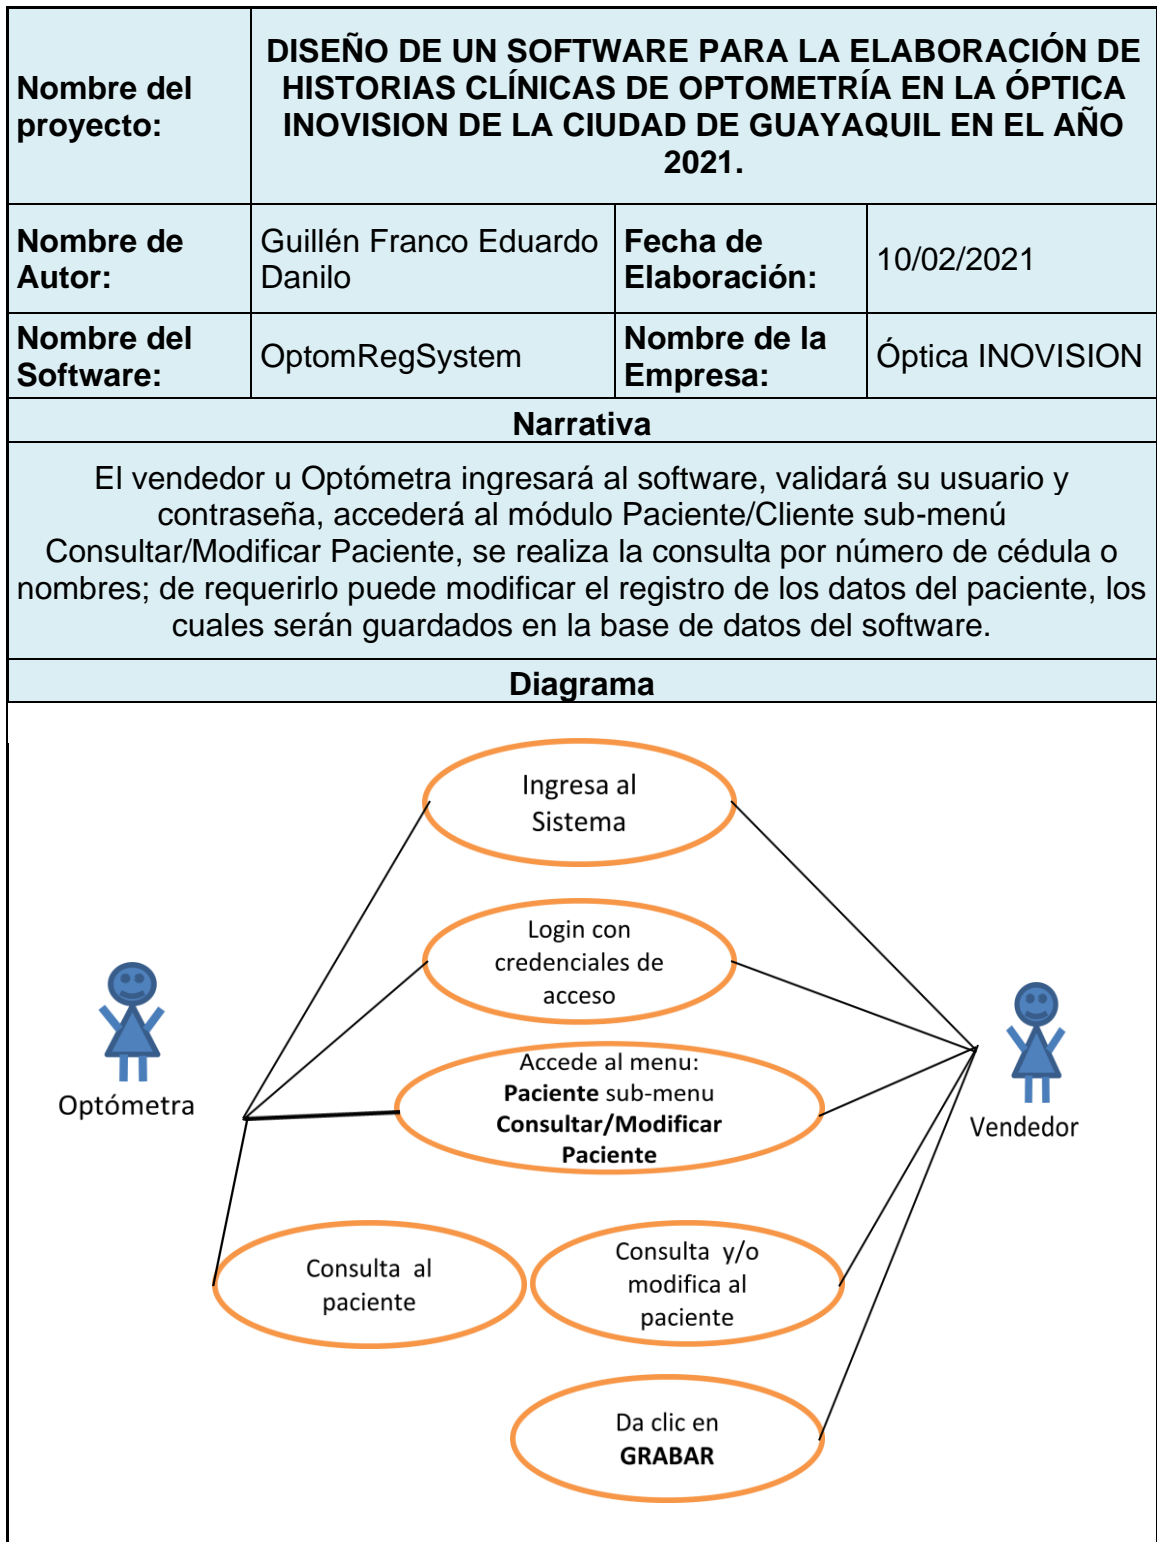 Nombre del
proyecto:
DISEÑO DE UN SOFTWARE PARA LA ELABORACIÓN DE
HISTORIAS CLÍNICAS DE OPTOMETRÍA EN LA ÓPTICA
INOVISION DE LA CIUDAD DE GUAYAQUIL EN EL AÑO
2021.
Nombre de
Autor:
Guillén Franco Eduardo
Danilo
Fecha de
Elaboración:
10/02/2021
Nombre del
Software:
OptomRegSystem
Nombre de la
Empresa:
Óptica INOVISION
Narrativa
El vendedor u Optómetra ingresará al software, validará su usuario y
contraseña, accederá al módulo Paciente/Cliente sub-menú
Consultar/Modificar Paciente, se realiza la consulta por número de cédula o
nombres; de requerirlo puede modificar el registro de los datos del paciente, los
cuales serán guardados en la base de datos del software.
Diagrama
Ingresa al
Sistema
Login con
credenciales de
acceso
Accede al menu:
Paciente sub-menu
Consultar/Modificar
Paciente
Optómetra
Vendedor
Consulta al
paciente
Consulta y/o
modifica al
paciente
Da clic en
GRABAR